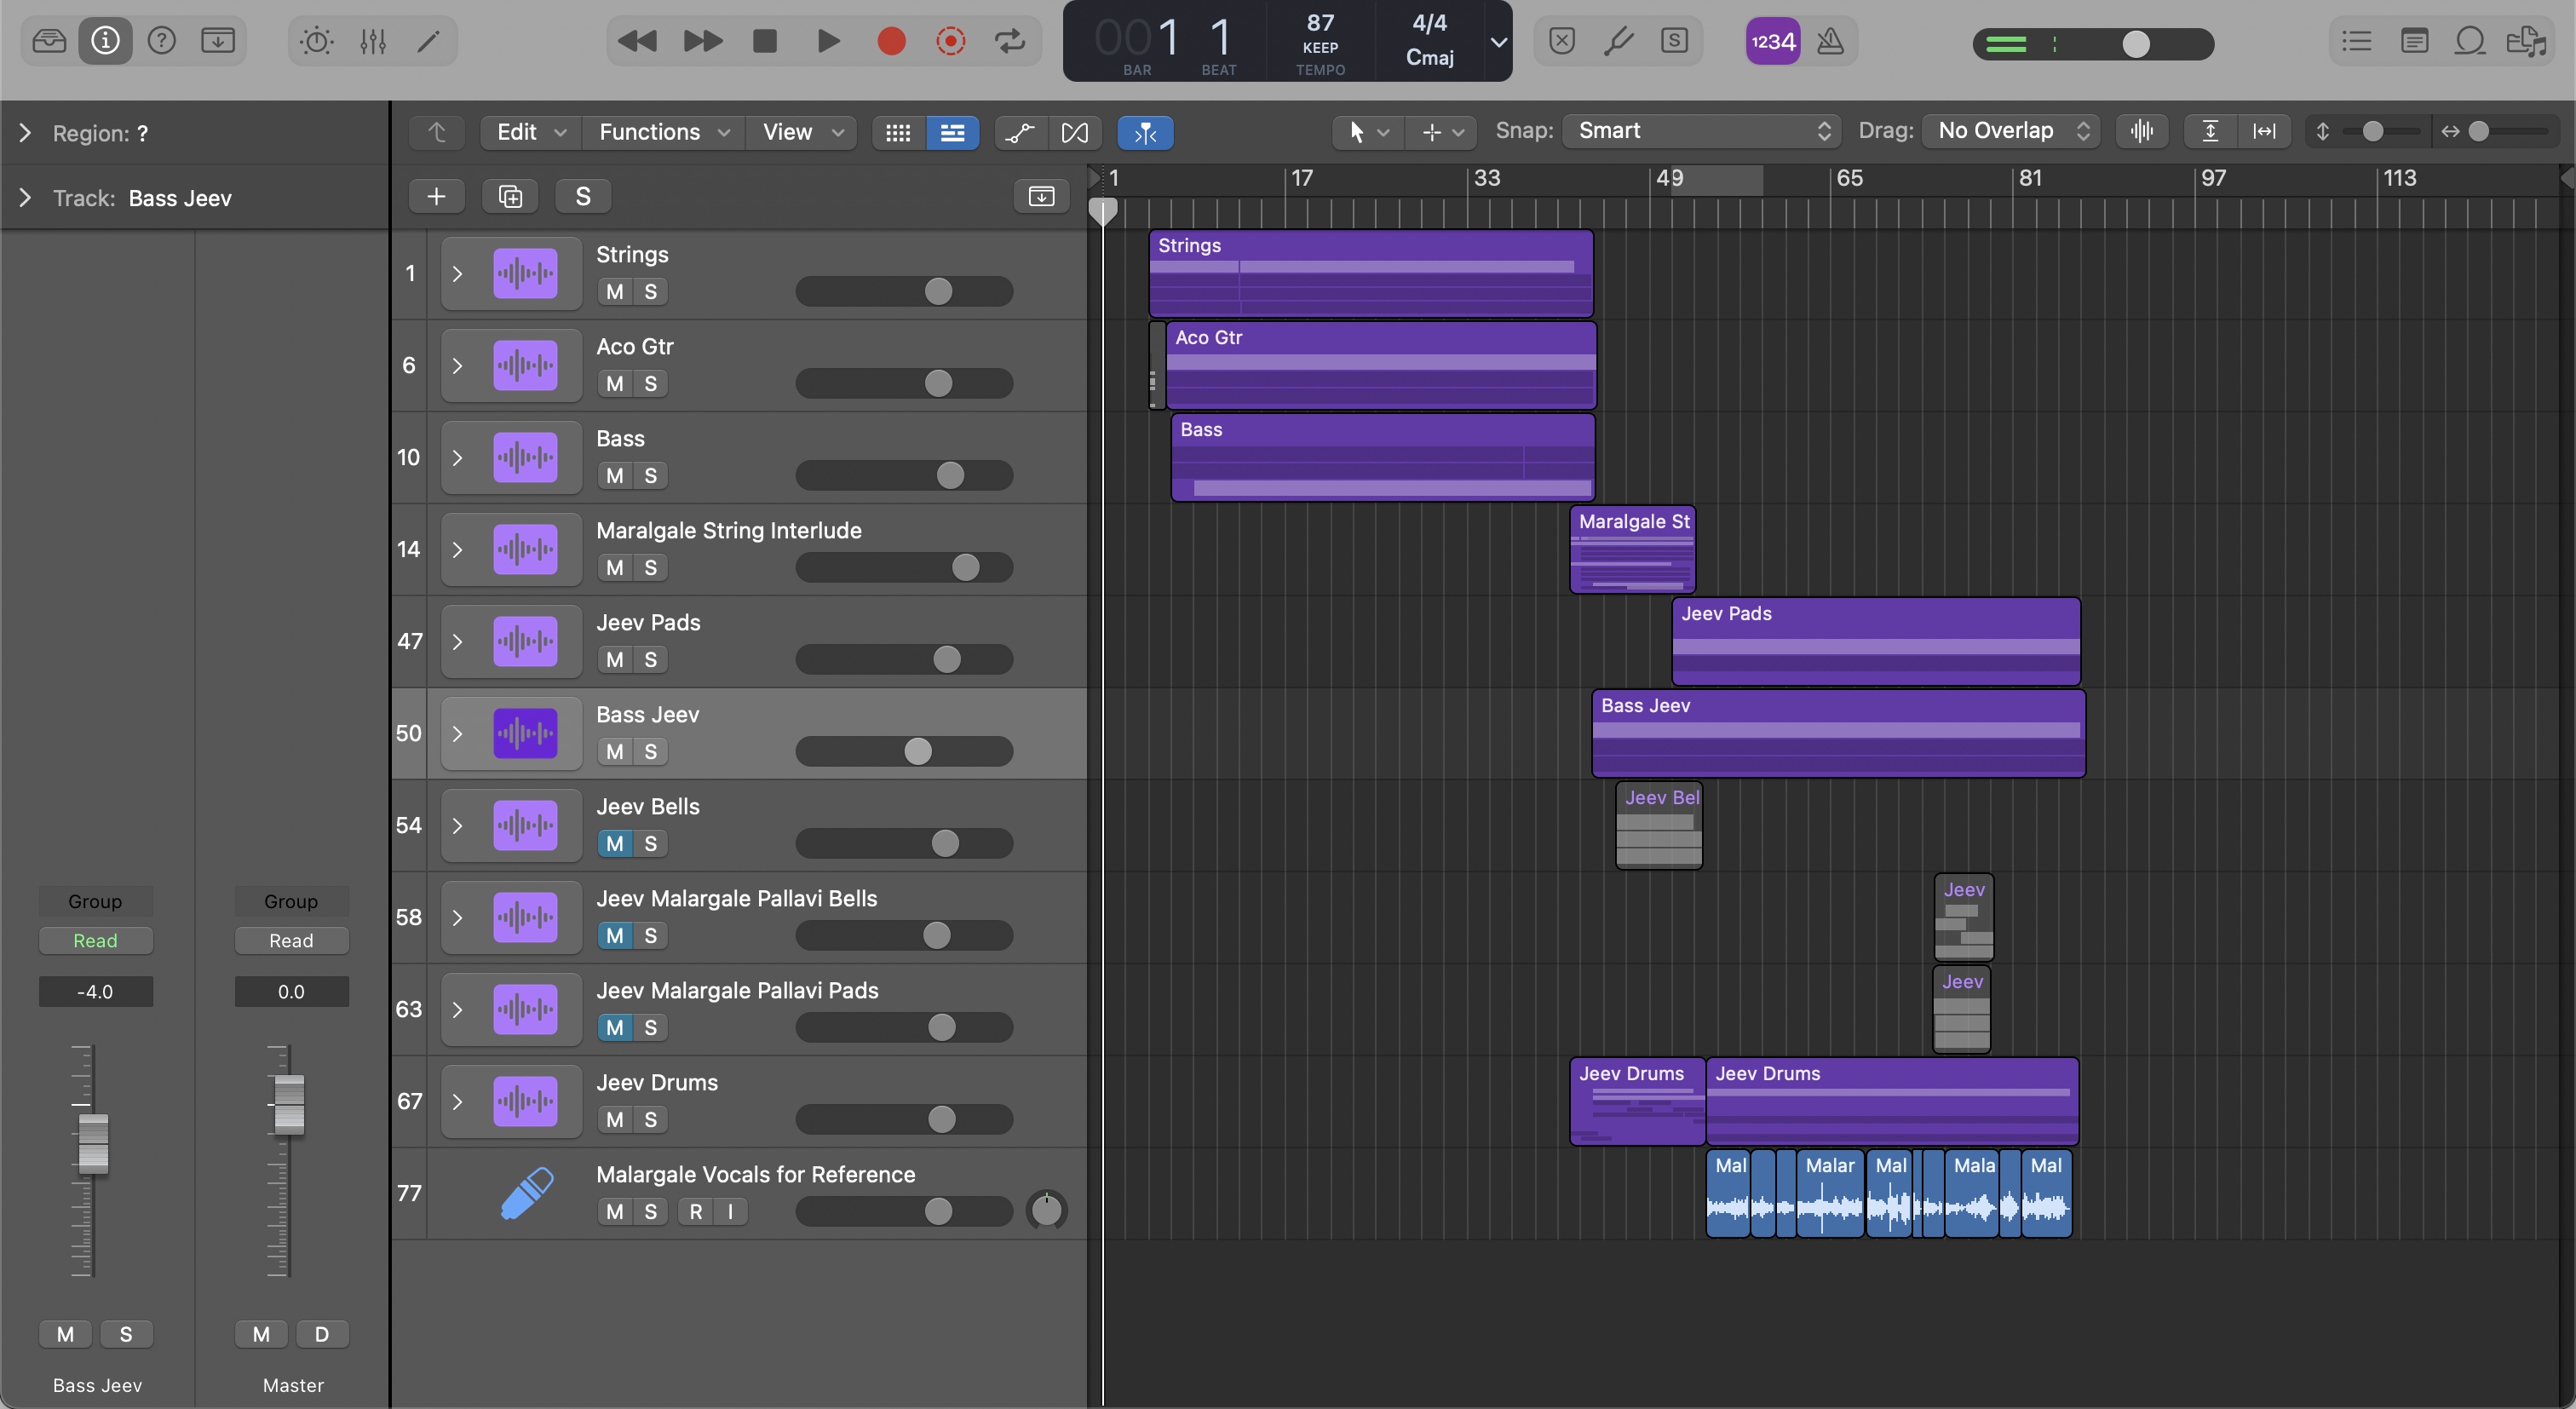 001 1
BAR BEAT
87
KEEP
TEMPO
4/4
Cmaj
S
1234
Region: ?
Edit Functions View
Snap: Smart
Drag: No Overlap
Track: Bass Jeev
S
1 17 33 49 65 81 97 113
1 Strings
M S
Strings
6 Aco Gtr
M S
Aco Gtr
10 Bass
M S
Bass
14 Maralgale String Interlude
M S
Maralgale St
47 Jeev Pads
M S
Jeev Pads
50 Bass Jeev
M S
Bass Jeev
54 Jeev Bells
M S
Jeev Bel
58 Jeev Malargale Pallavi Bells
M S
Jeev
63 Jeev Malargale Pallavi Pads
M S
Jeev
67 Jeev Drums
M S
Jeev Drums Jeev Drums
77 Malargale Vocals for Reference
M S R I
Mal Malar Mal Mala Mal
Group Group
Read Read
-4.0 0.0
M S M D
Bass Jeev Master